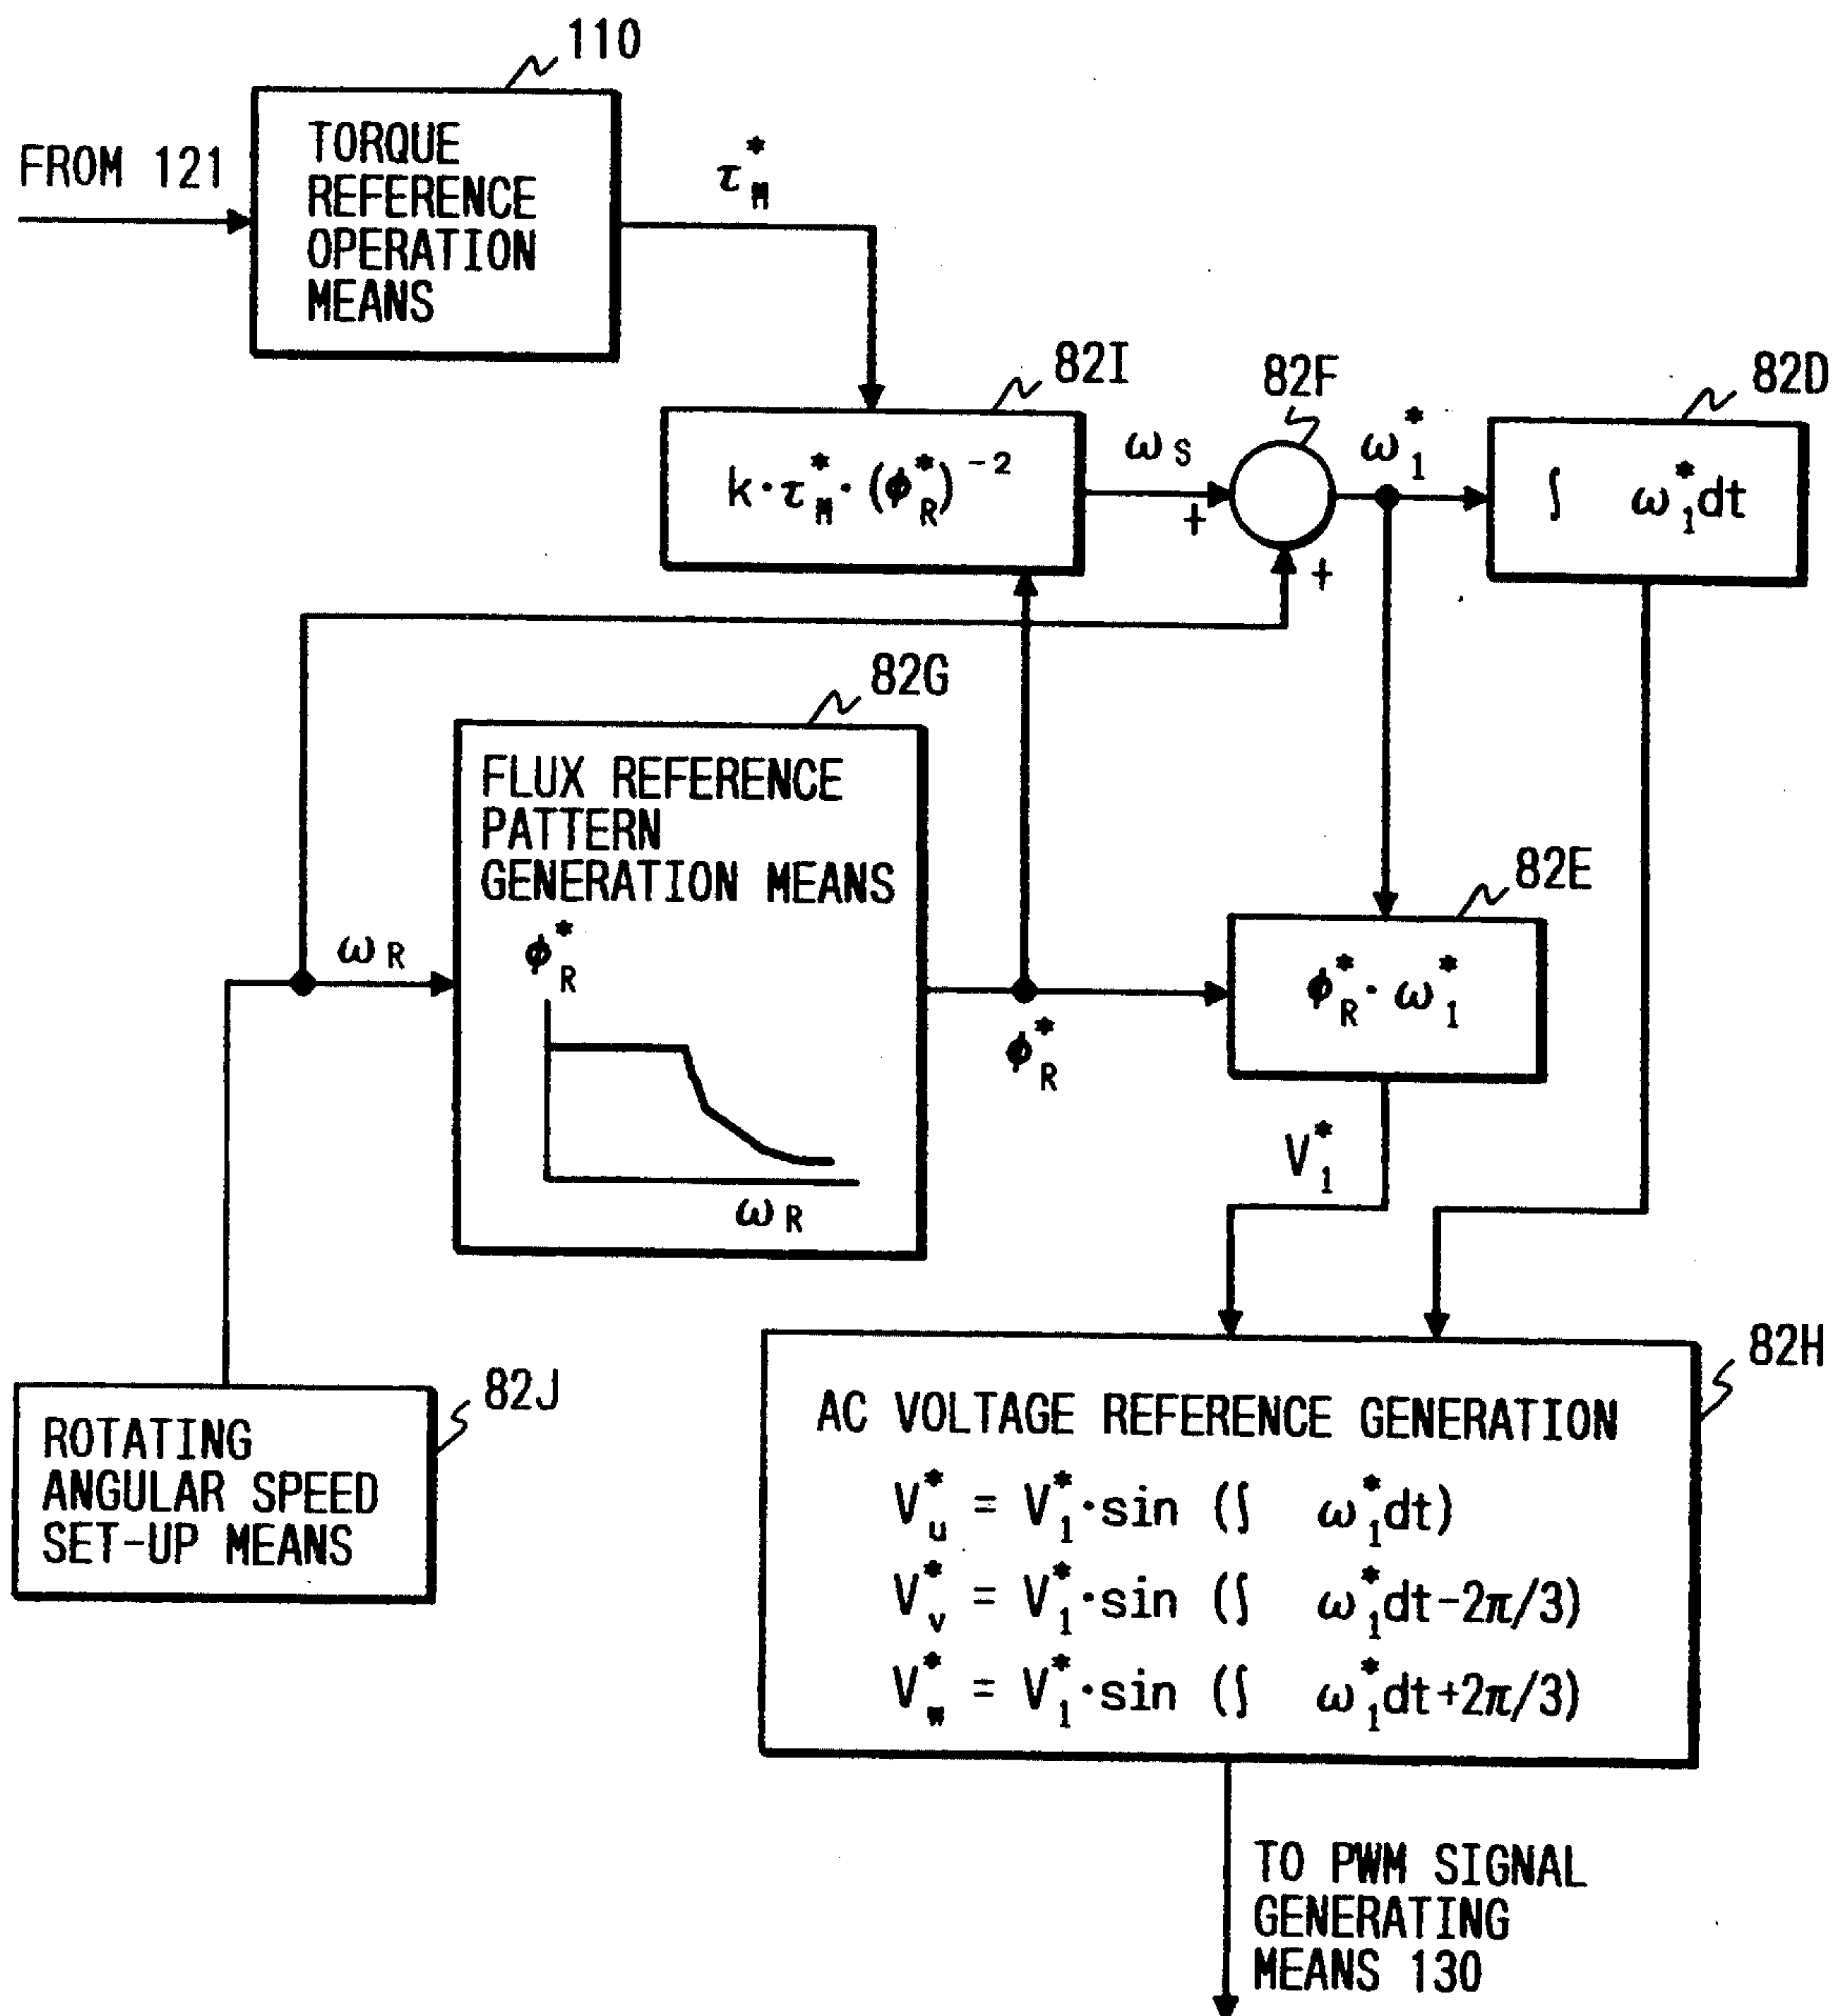 110
TORQUE
REFERENCE
OPERATION
MEANS
FROM 121
τ*M
82I
k·τ*M·(ϕ*R)⁻²
ωS
+
+
82F
ω*1
82D
∫ ω*1dt
82G
FLUX REFERENCE
PATTERN
GENERATION MEANS
ϕ*R
ωR
ωR
ϕ*R
82E
ϕ*R·ω*1
V*1
82J
ROTATING
ANGULAR SPEED
SET-UP MEANS
82H
AC VOLTAGE REFERENCE GENERATION
V*u = V*1·sin (∫ ω*1dt)
V*v = V*1·sin (∫ ω*1dt-2π/3)
V*w = V*1·sin (∫ ω*1dt+2π/3)
TO PWM SIGNAL
GENERATING
MEANS 130